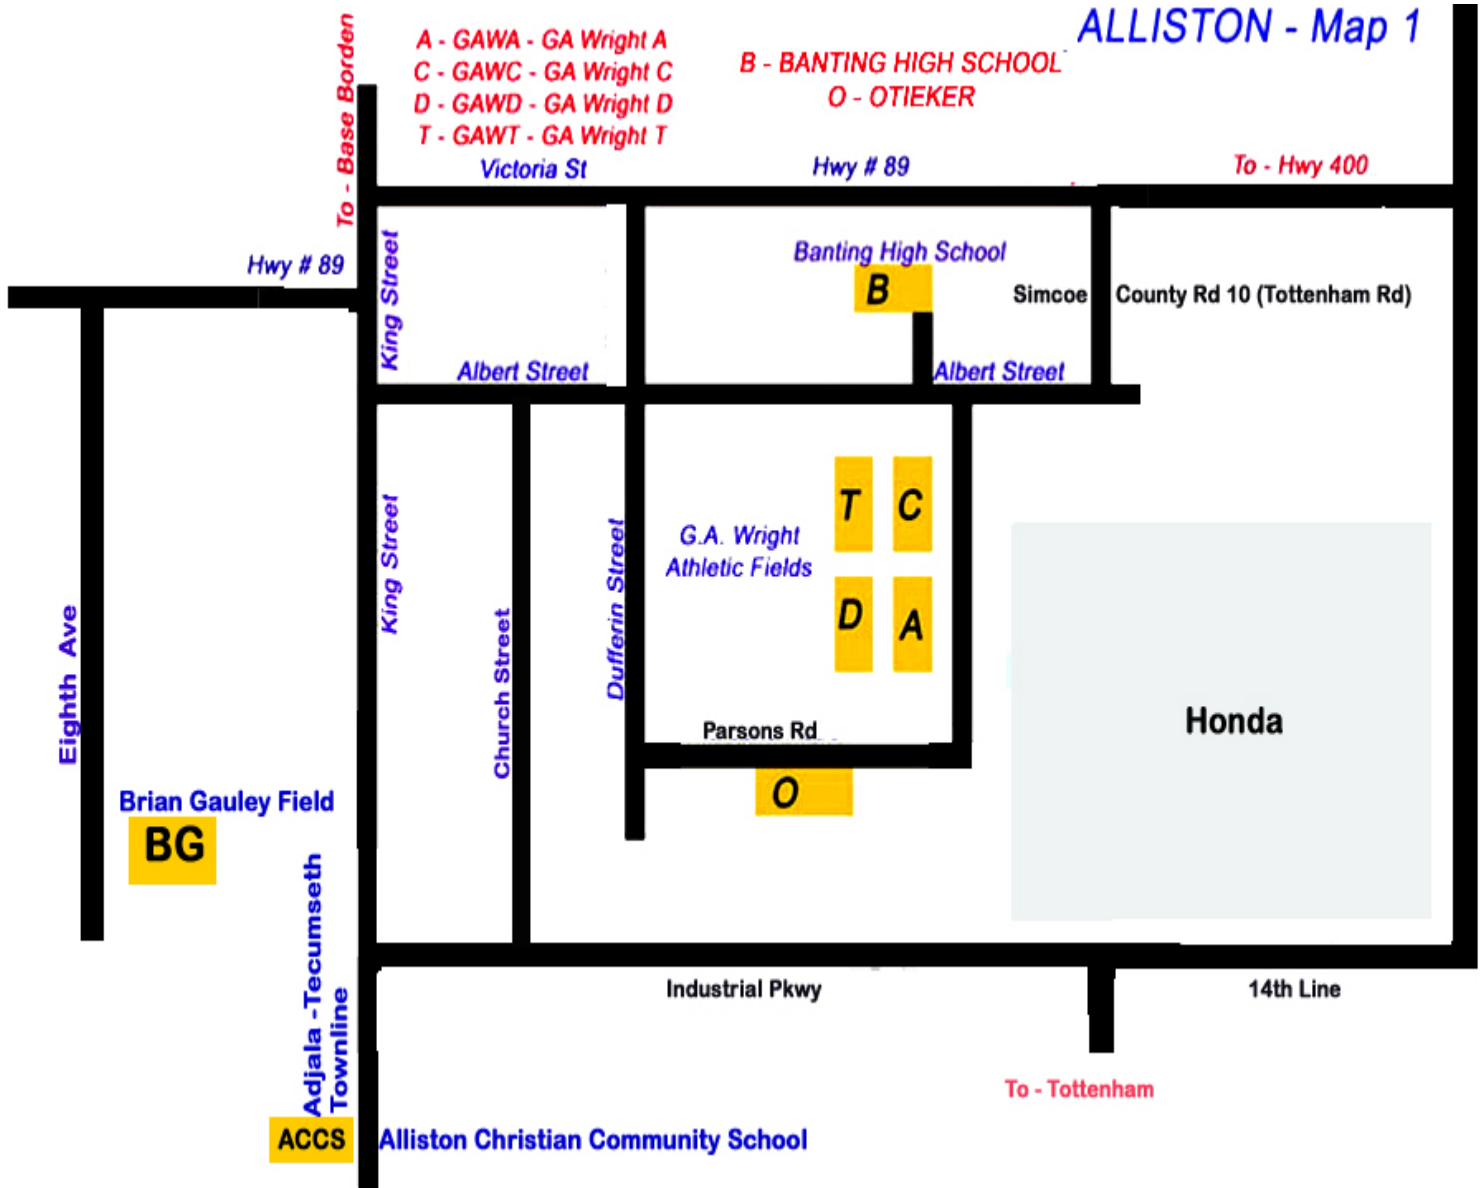 ALLISTON - Map 1
To - Base Borden
A - GAWA - GA Wright A
C - GAWC - GA Wright C
D - GAWD - GA Wright D
T - GAWT - GA Wright T
B - BANTING HIGH SCHOOL
O - OTIEKER
Victoria St
Hwy # 89
To - Hwy 400
Hwy # 89
King Street
Banting High School
B
Simcoe County Rd 10 (Tottenham Rd)
Albert Street
Albert Street
King Street
T
C
G.A. Wright
Athletic Fields
D
A
Dufferin Street
Church Street
Eighth Ave
Parsons Rd
Honda
O
Brian Gauley Field
BG
Adjala -Tecumseth
Townline
Industrial Pkwy
14th Line
To - Tottenham
ACCS
Alliston Christian Community School